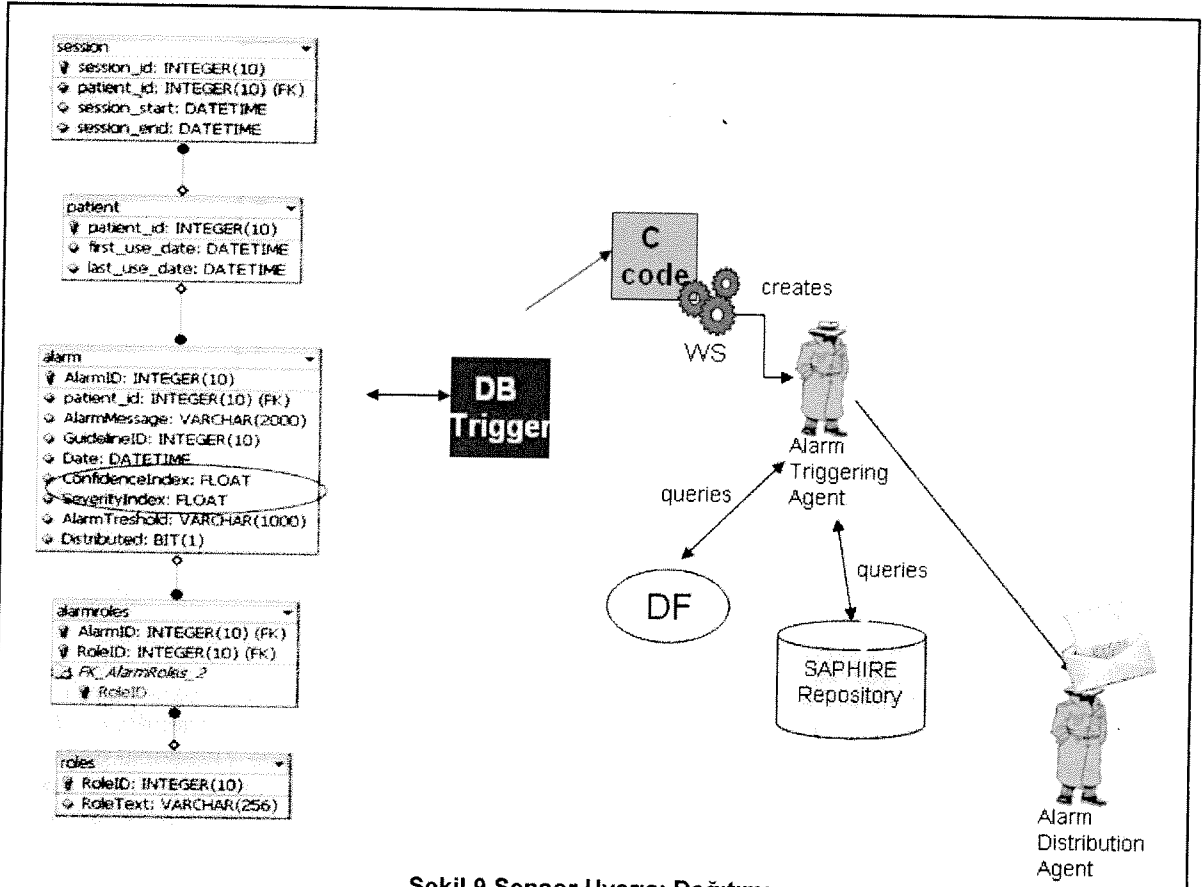 session
session_id: INTEGER(10)
patient_id: INTEGER(10) (FK)
session_start: DATETIME
session_end: DATETIME
patient
patient_id: INTEGER(10)
first_use_date: DATETIME
last_use_date: DATETIME
alarm
AlarmID: INTEGER(10)
patient_id: INTEGER(10) (FK)
AlarmMessage: VARCHAR(2000)
GuidelineID: INTEGER(10)
Date: DATETIME
ConfidenceIndex: FLOAT
SeverityIndex: FLOAT
AlarmTreshold: VARCHAR(1000)
Distributed: BIT(1)
alarmroles
AlarmID: INTEGER(10) (FK)
RoleID: INTEGER(10) (FK)
FK_AlarmRoles_2
RoleID
roles
RoleID: INTEGER(10)
RoleText: VARCHAR(256)
DB
Trigger
C
code
WS
creates
Alarm
Triggering
Agent
queries
DF
queries
SAPHIRE
Repository
Alarm
Distribution
Agent
Şekil 9 Sensor Uyarısı Dağıtımı